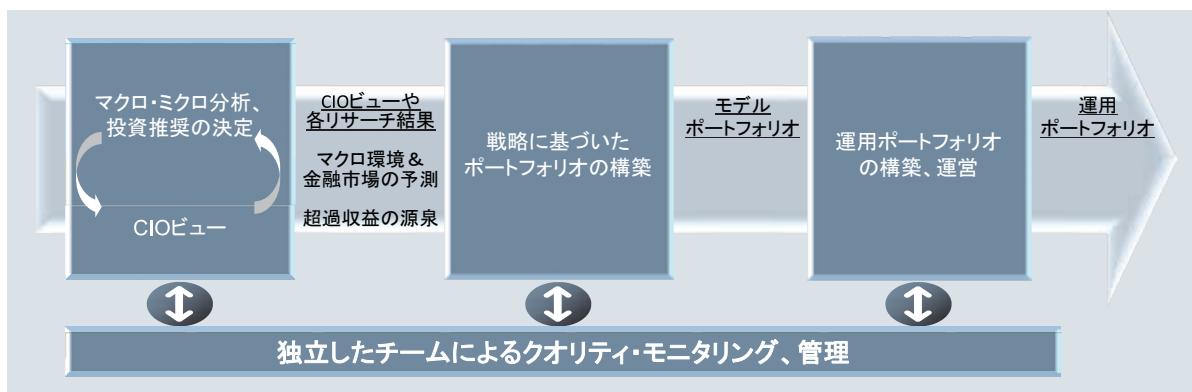 マクロ・ミクロ分析、
投資推奨の決定
CIOビュー
CIOビューや
各リサーチ結果
マクロ環境＆
金融市場の予測
超過収益の源泉
戦略に基づいた
ポートフォリオの構築
モデル
ポートフォリオ
運用ポートフォリオ
の構築、運営
運用
ポートフォリオ
独立したチームによるクオリティ・モニタリング、管理